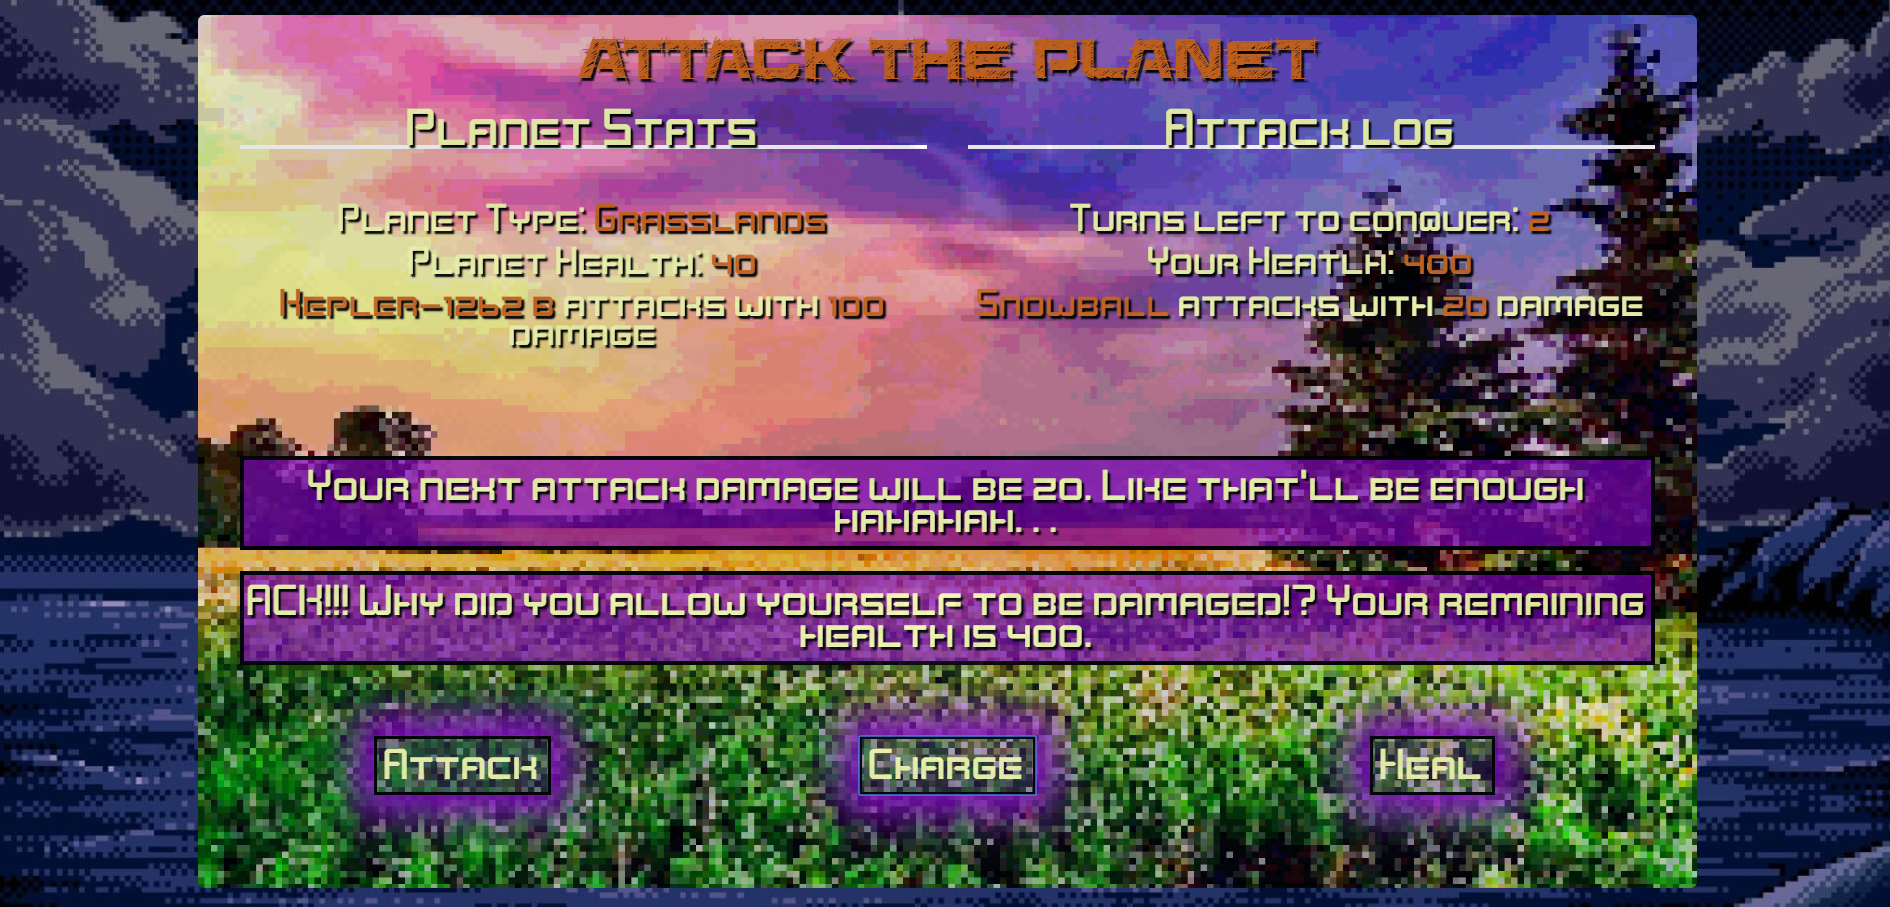 Attack the Planet
Planet Stats
Planet Type: Grasslands
Planet Health: 40
Kepler-1262 b attacks with 100
damage
Attack log
Turns left to conquer: 2
Your Heatlh: 400
Snowball attacks with 20 damage
Your next attack damage will be 20. Like that'll be enough
hahahah...
ACK!!! Why did you allow yourself to be damaged!? Your remaining
health is 400.
Attack
Charge
Heal